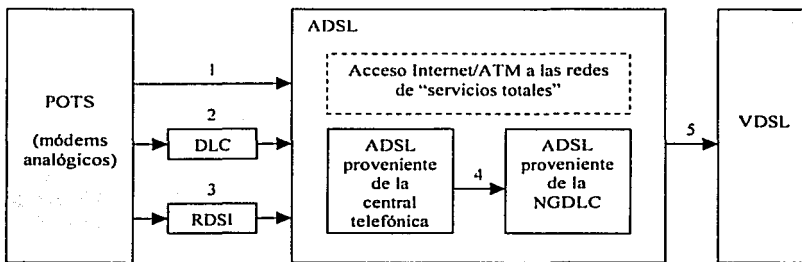 ADSL
1
Acceso Internet/ATM a las redes
de “servicios totales”
POTS
(módems
analógicos)
2
DLC
3
RDSI
ADSL
proveniente
de la
central
telefónica
4
ADSL
proveniente
de la
NGDLC
5
VDSL